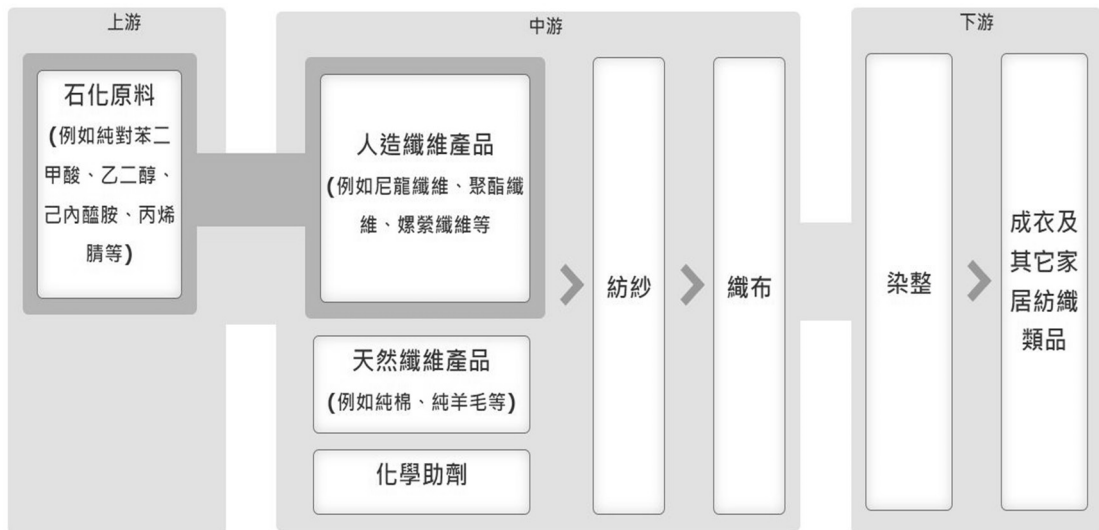 上游
石化原料
(例如純對苯二
甲酸、乙二醇、
己內醯胺、丙烯
腈等)
中游
人造纖維產品
(例如尼龍纖維、聚酯纖
維、嫘縈纖維等
天然纖維產品
(例如純棉、純羊毛等)
化學助劑
紡紗
織布
下游
染整
成衣及
其它家
居紡織
類品